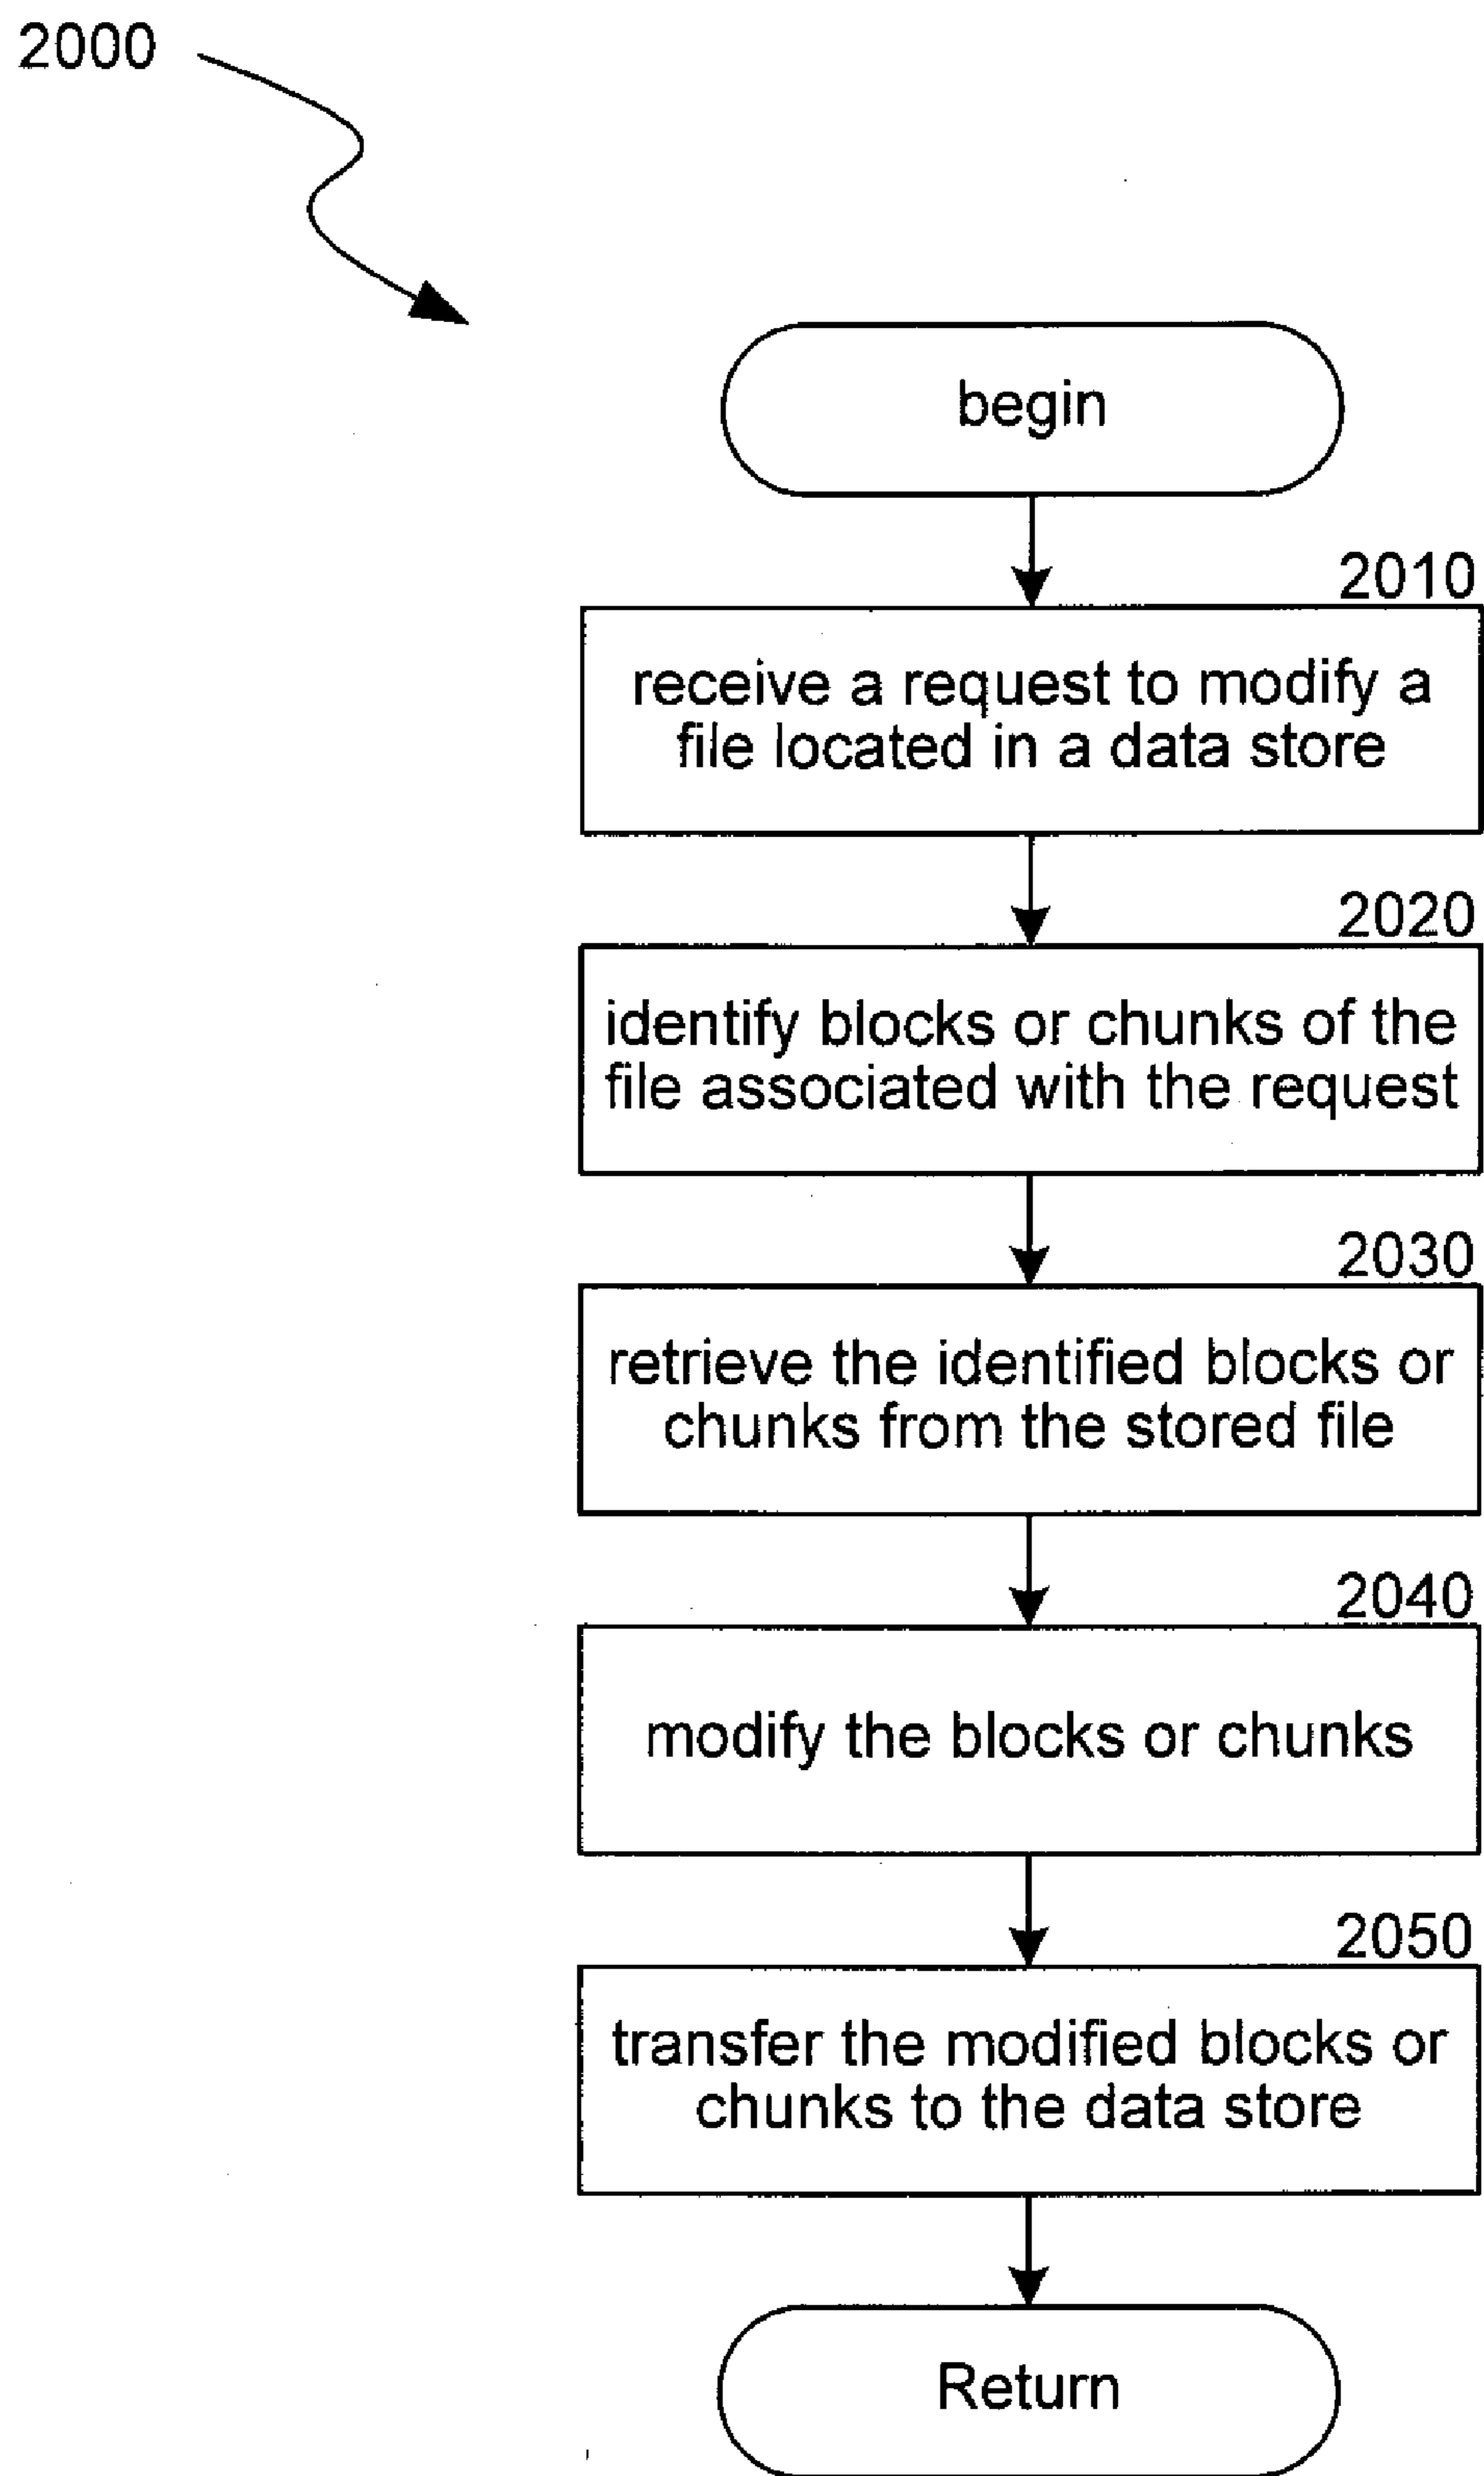 2000
begin
2010
receive a request to modify a
file located in a data store
2020
identify blocks or chunks of the
file associated with the request
2030
retrieve the identified blocks or
chunks from the stored file
2040
modify the blocks or chunks
2050
transfer the modified blocks or
chunks to the data store
Return